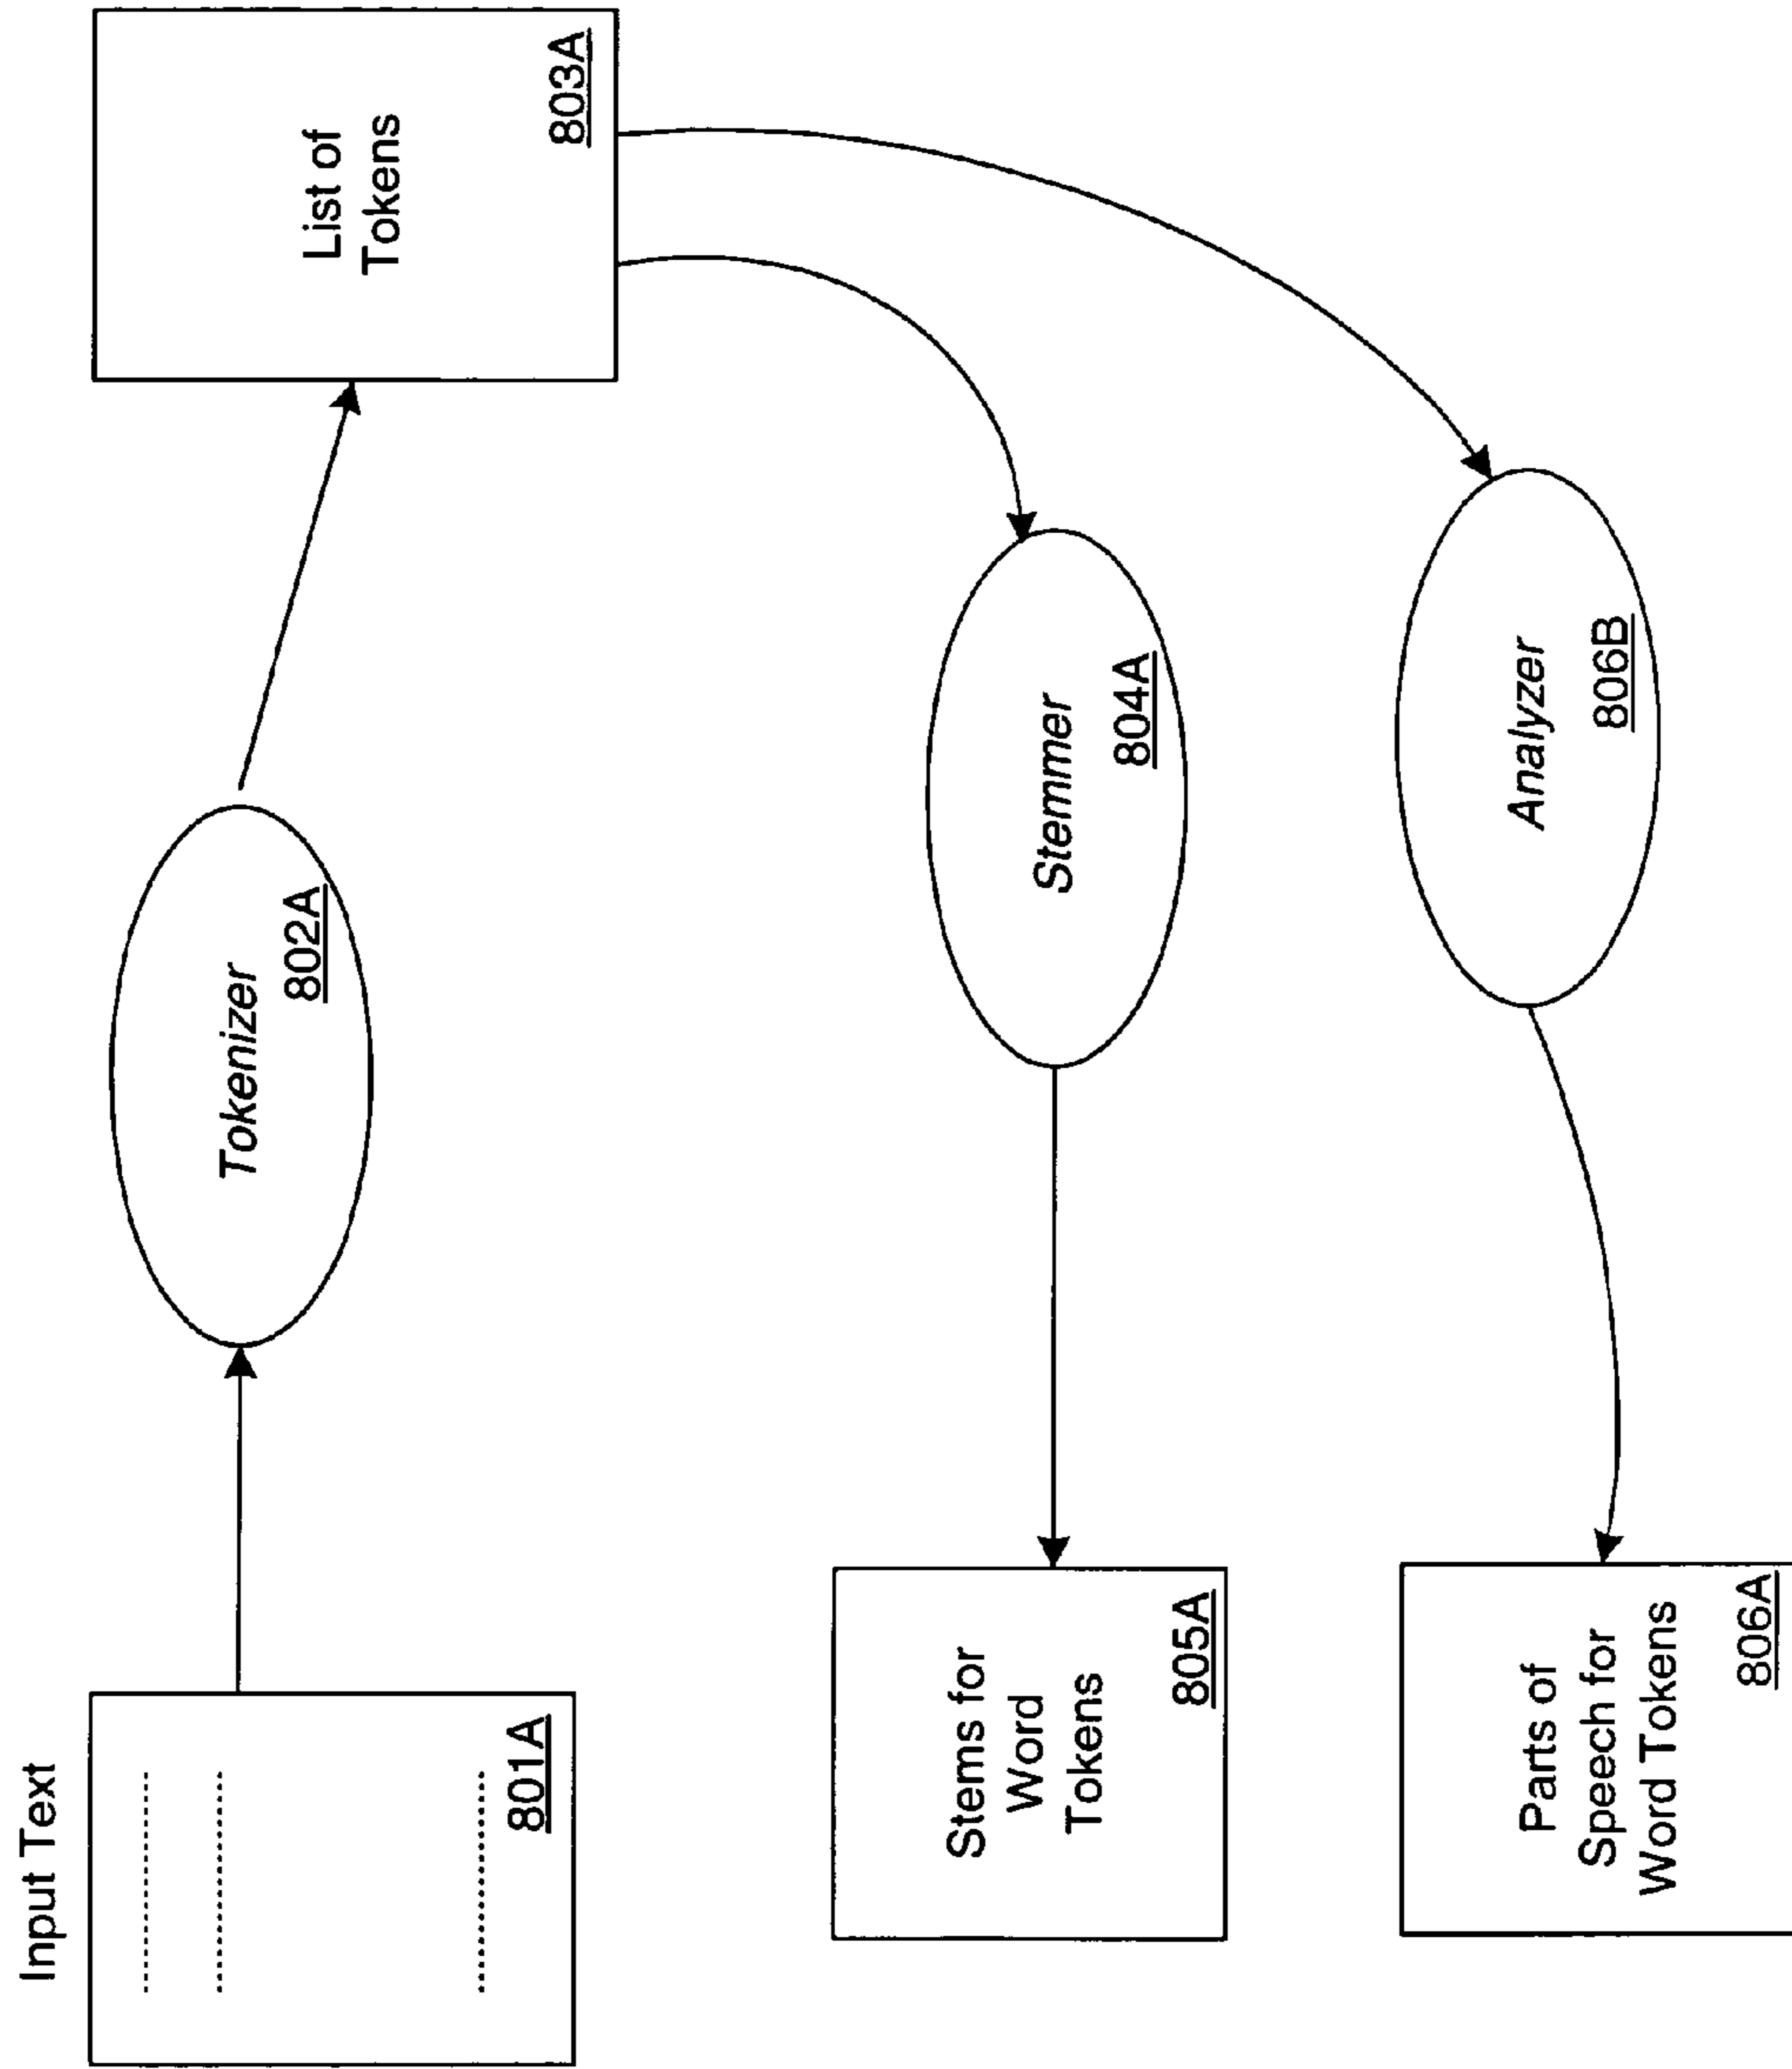 Input Text
801A
Tokenizer
802A
List of
Tokens
803A
Stems for
Word
Tokens
805A
Stemmer
804A
Parts of
Speech for
Word Tokens
806A
Analyzer
806B